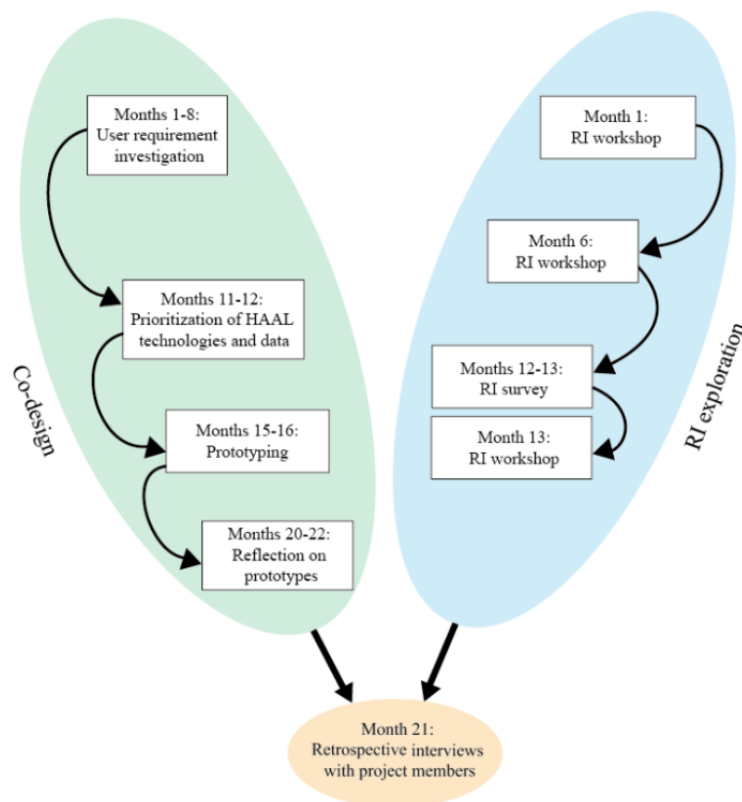 Months 1-8:
User requirement
investigation
Months 11-12:
Prioritization of HAAL
technologies and data
Months 15-16:
Prototyping
Months 20-22:
Reflection on
prototypes
Co-design
Month 1:
RI workshop
Month 6:
RI workshop
Months 12-13:
RI survey
Month 13:
RI workshop
RI exploration
Month 21:
Retrospective interviews
with project members